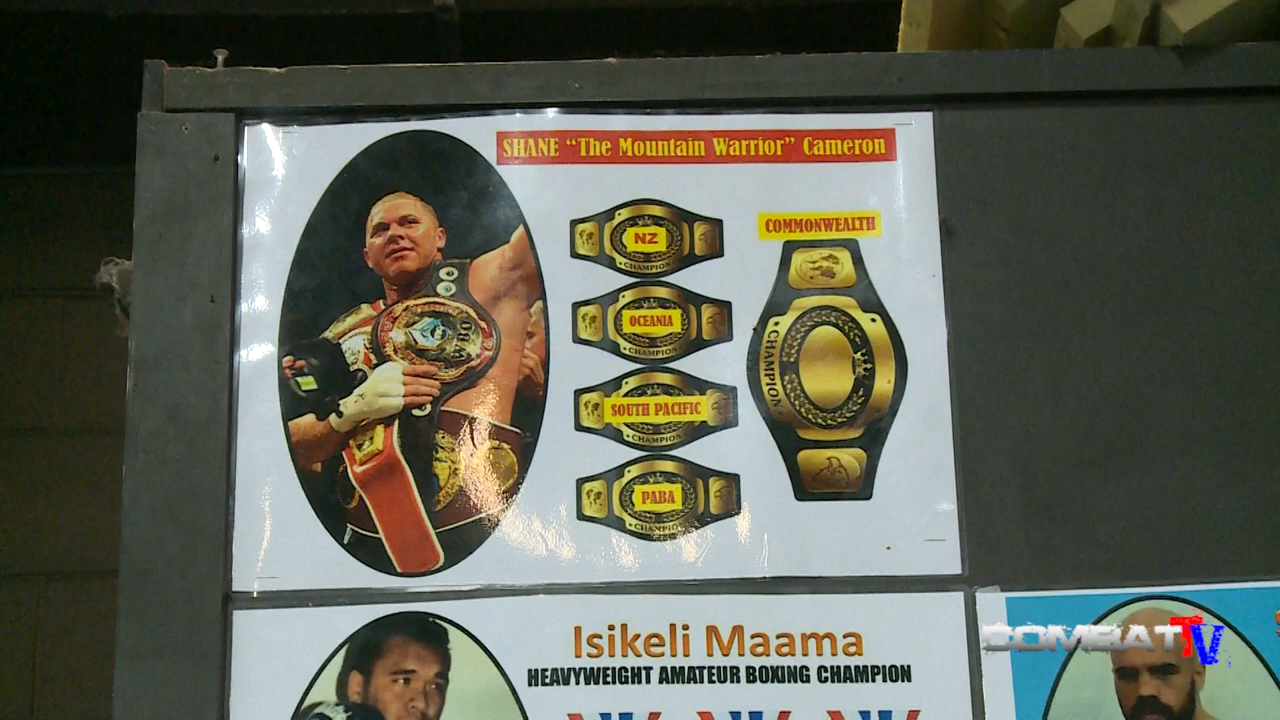 SHANE “The Mountain Warrior” Cameron
NZ
CHAMPION
OCEANIA
CHAMPION
SOUTH PACIFIC
CHAMPION
PABA
CHAMPION
COMMONWEALTH
CHAMPION
WBO
Isikeli Maama
HEAVYWEIGHT AMATEUR BOXING CHAMPION
COMBAT TV